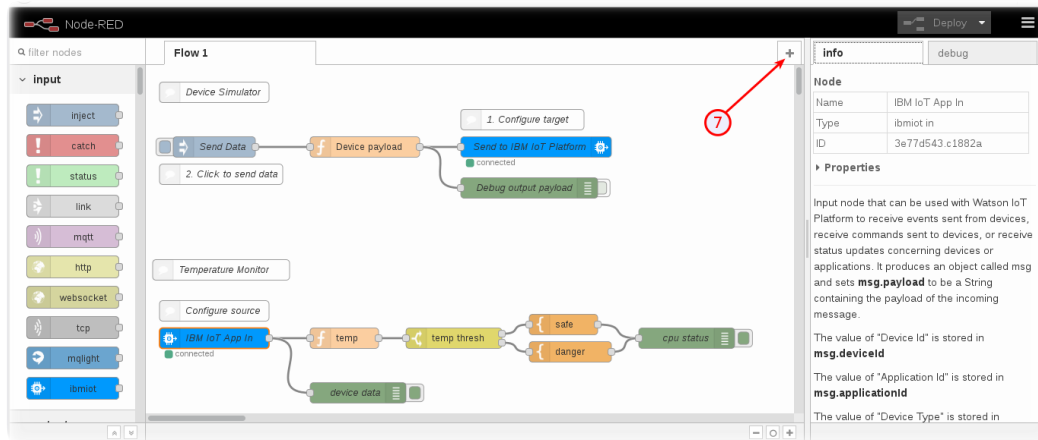 Node-RED
Deploy
filter nodes
Flow 1
info
debug
input
inject
catch
status
link
mqtt
http
websocket
tcp
mqlight
ibmiot
Device Simulator
1. Configure target
7
Send Data
Device payload
Send to IBM IoT Platform
connected
2. Click to send data
Debug output payload
Temperature Monitor
Configure source
IBM IoT App In
connected
temp
temp thresh
safe
danger
cpu status
device data
Node
Name IBM IoT App In
Type ibmiot in
ID 3e77d543.c1882a
Properties
Input node that can be used with Watson IoT
Platform to receive events sent from devices,
receive commands sent to devices, or receive
status updates concerning devices or
applications. It produces an object called msg
and sets msg.payload to be a String
containing the payload of the incoming
message.
The value of "Device Id" is stored in
msg.deviceId
The value of "Application Id" is stored in
msg.applicationId
The value of "Device Type" is stored in